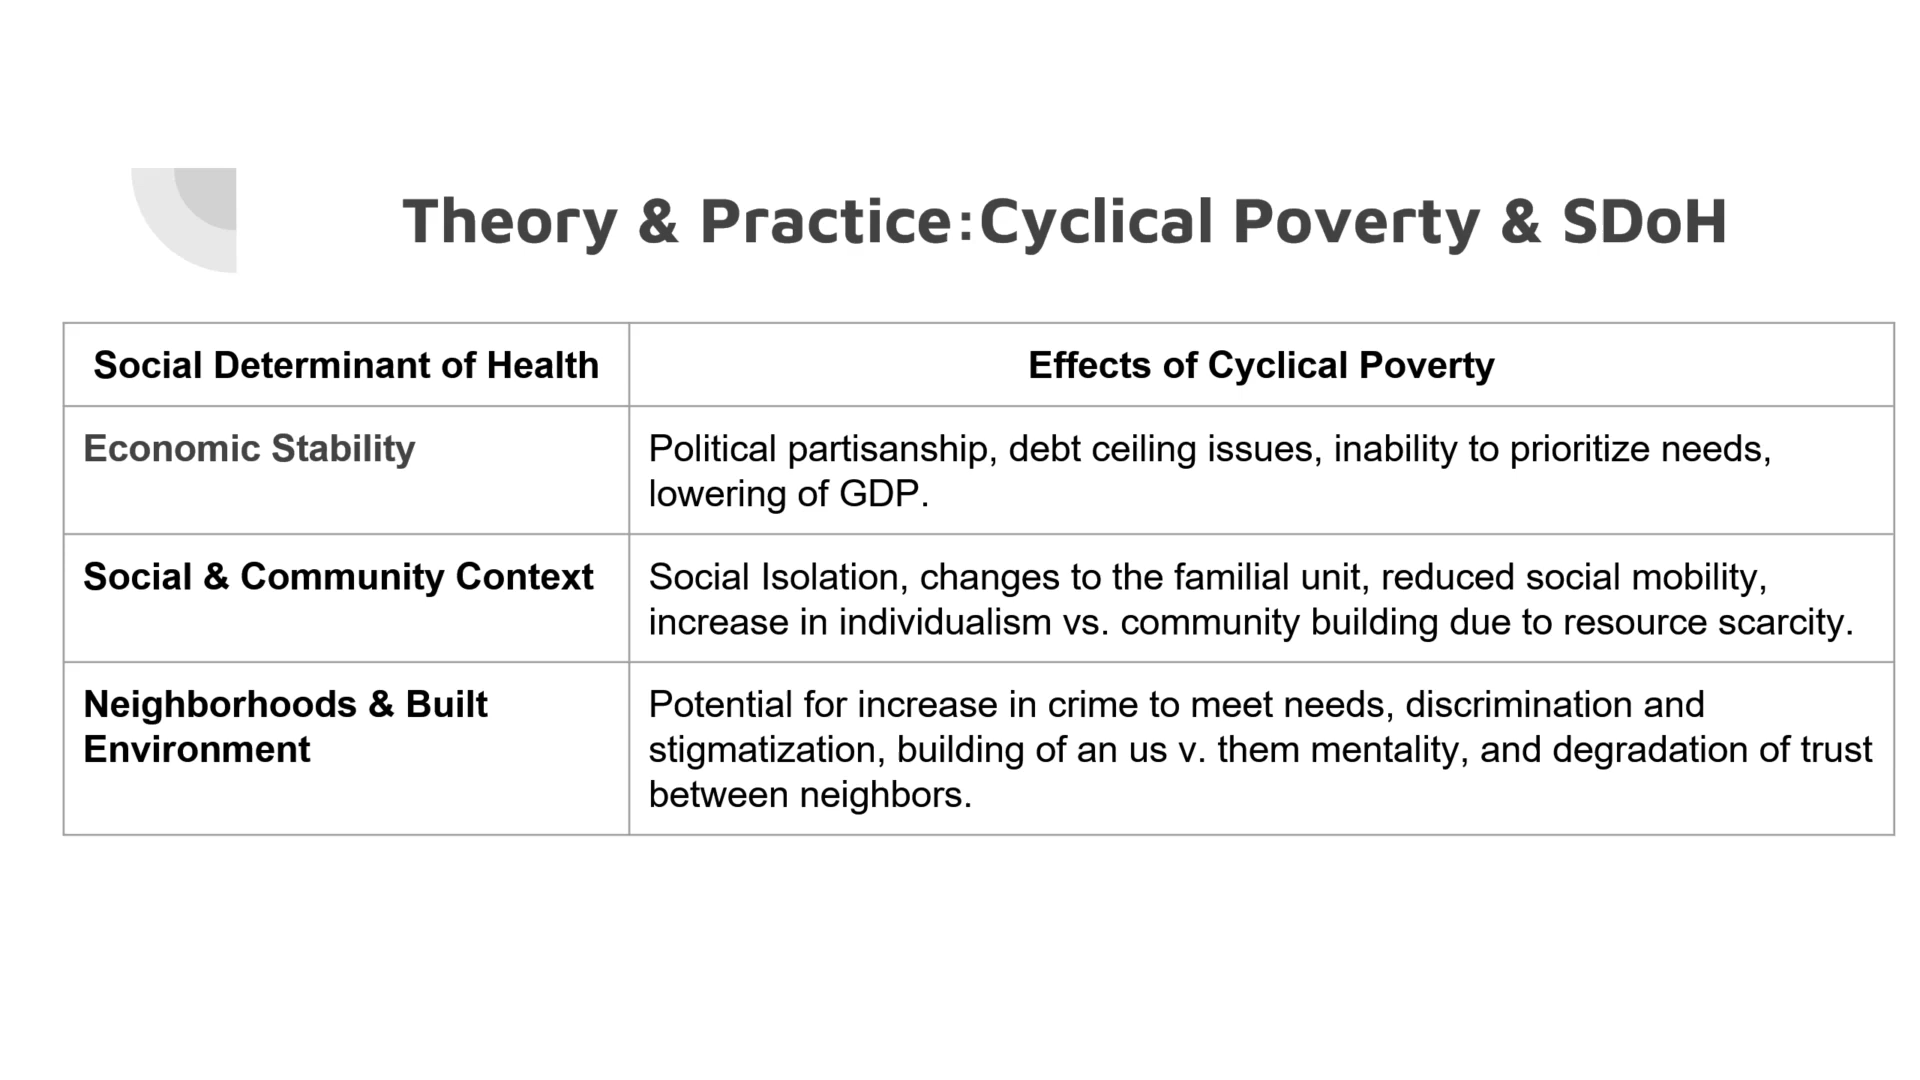 Theory & Practice:Cyclical Poverty & SDoH
Social Determinant of Health
Effects of Cyclical Poverty
Economic Stability
Political partisanship, debt ceiling issues, inability to prioritize needs,
lowering of GDP.
Social & Community Context
Social Isolation, changes to the familial unit, reduced social mobility,
increase in individualism vs. community building due to resource scarcity.
Neighborhoods & Built
Environment
Potential for increase in crime to meet needs, discrimination and
stigmatization, building of an us v. them mentality, and degradation of trust
between neighbors.